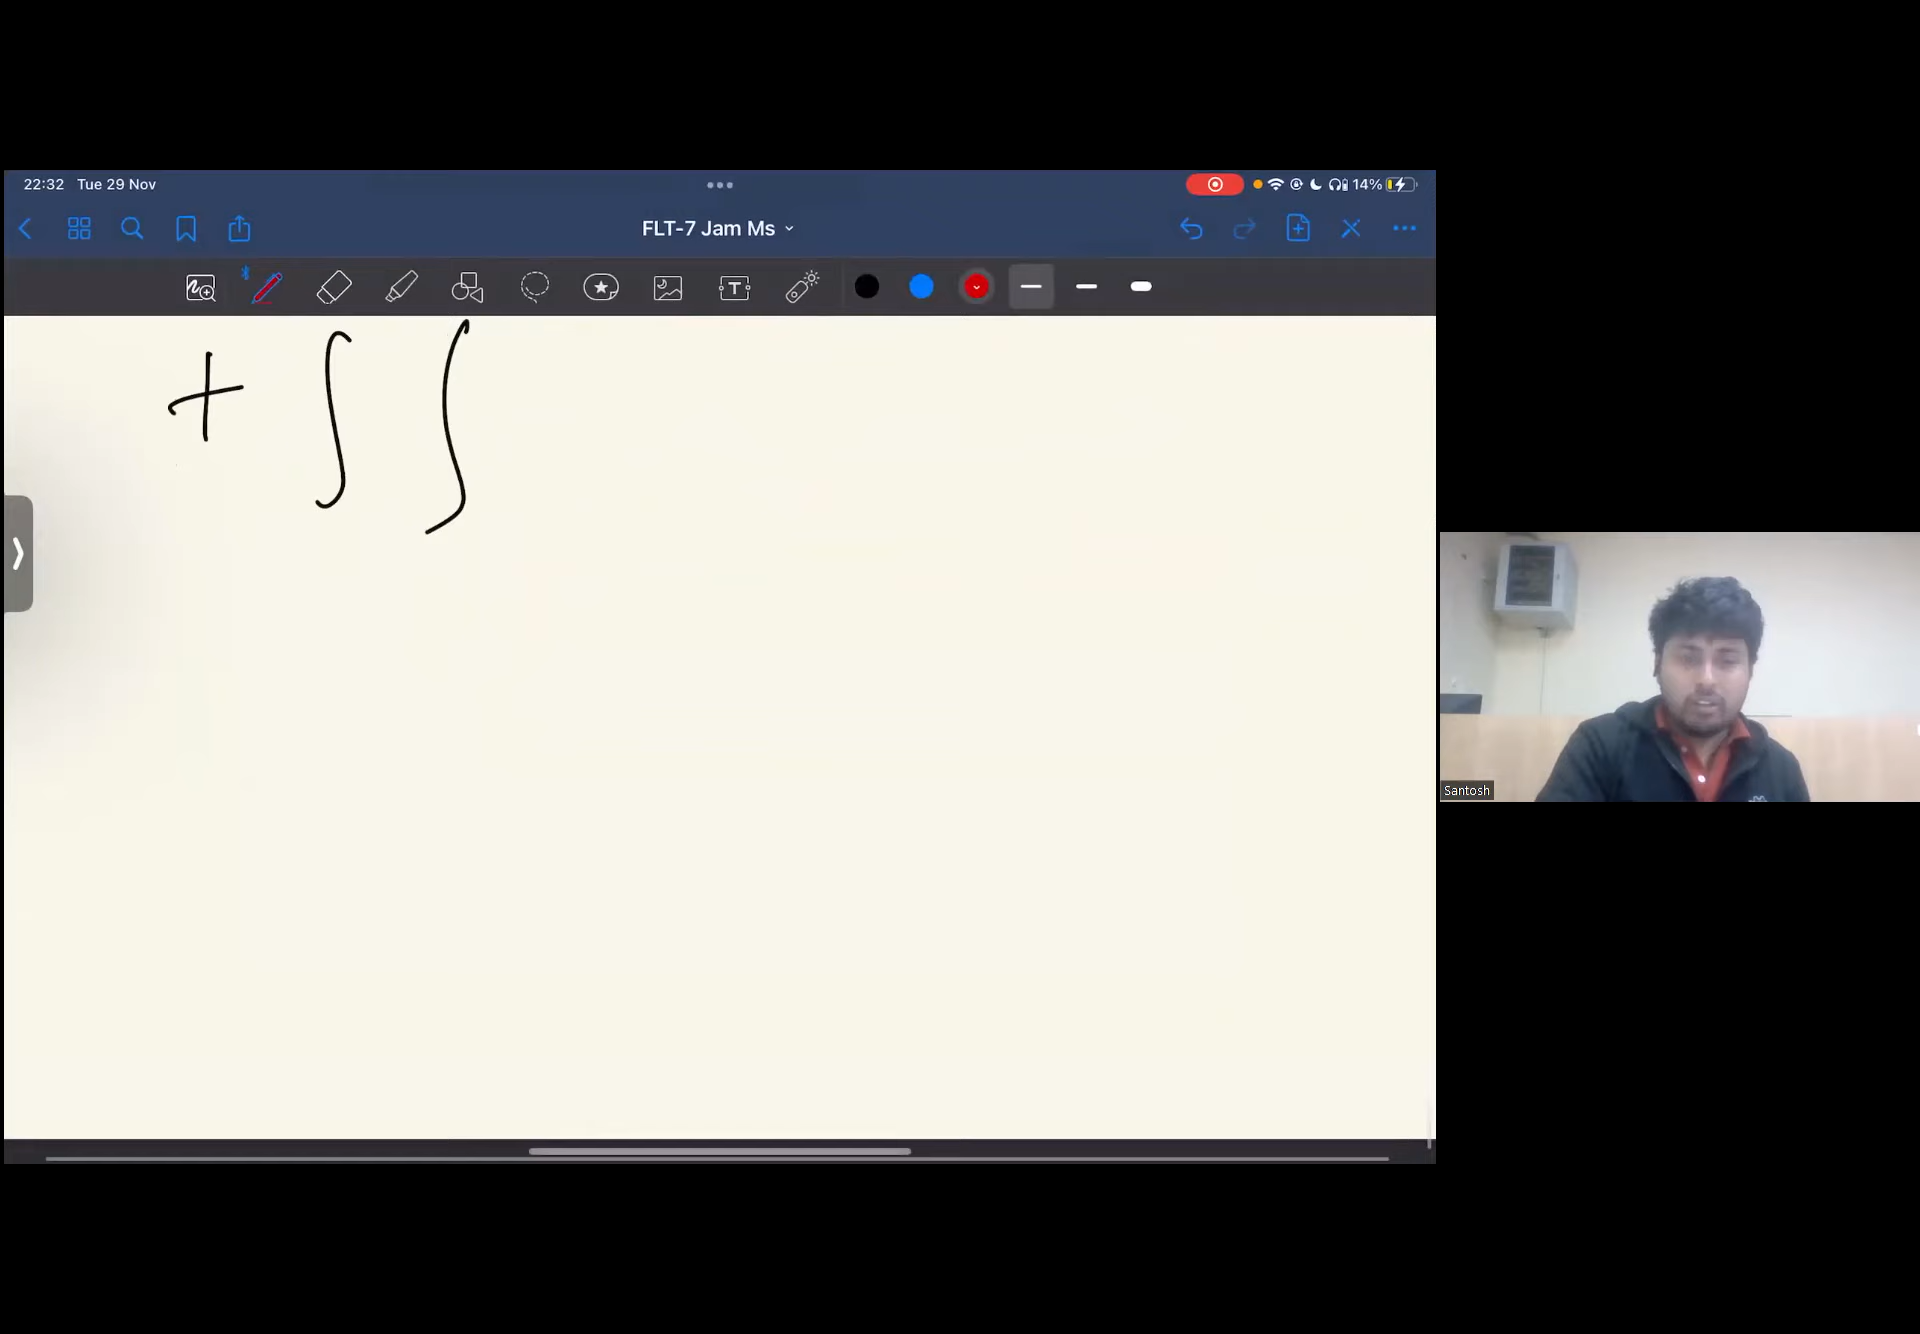 22:32 Tue 29 Nov
14%
FLT-7 Jam Ms
T
+ ∫ ∫
Santosh